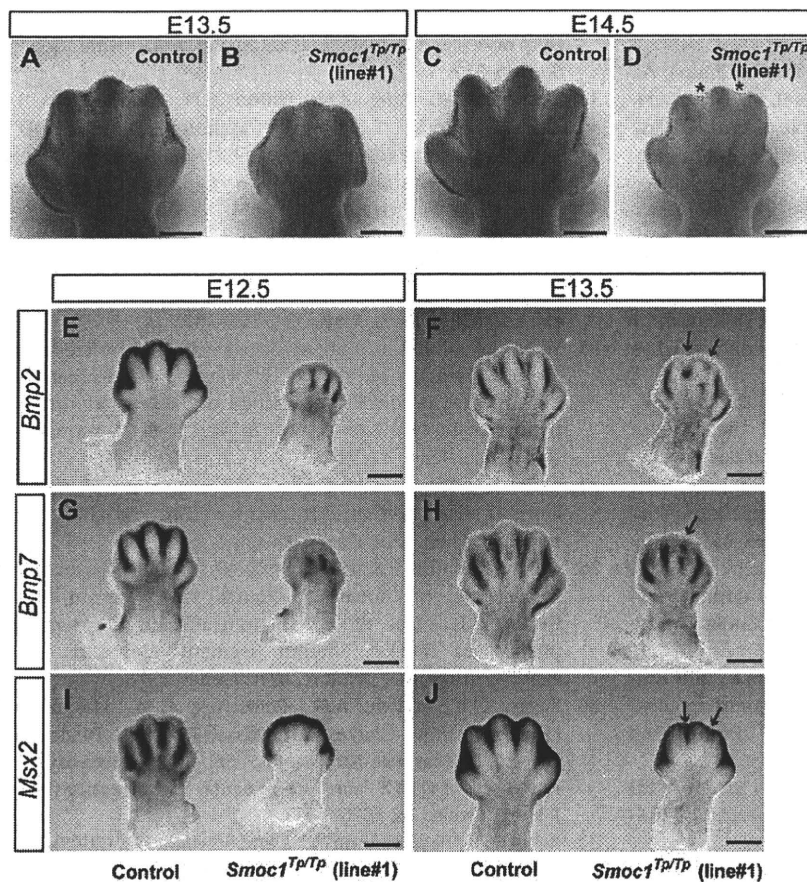 E13.5
E14.5
A
Control
B
Smoc1Tp/Tp
(line#1)
C
Control
D
Smoc1Tp/Tp
(line#1)
* *
E12.5
E13.5
Bmp2
E
F
Bmp7
G
H
Msx2
I
J
Control
Smoc1Tp/Tp (line#1)
Control
Smoc1Tp/Tp (line#1)